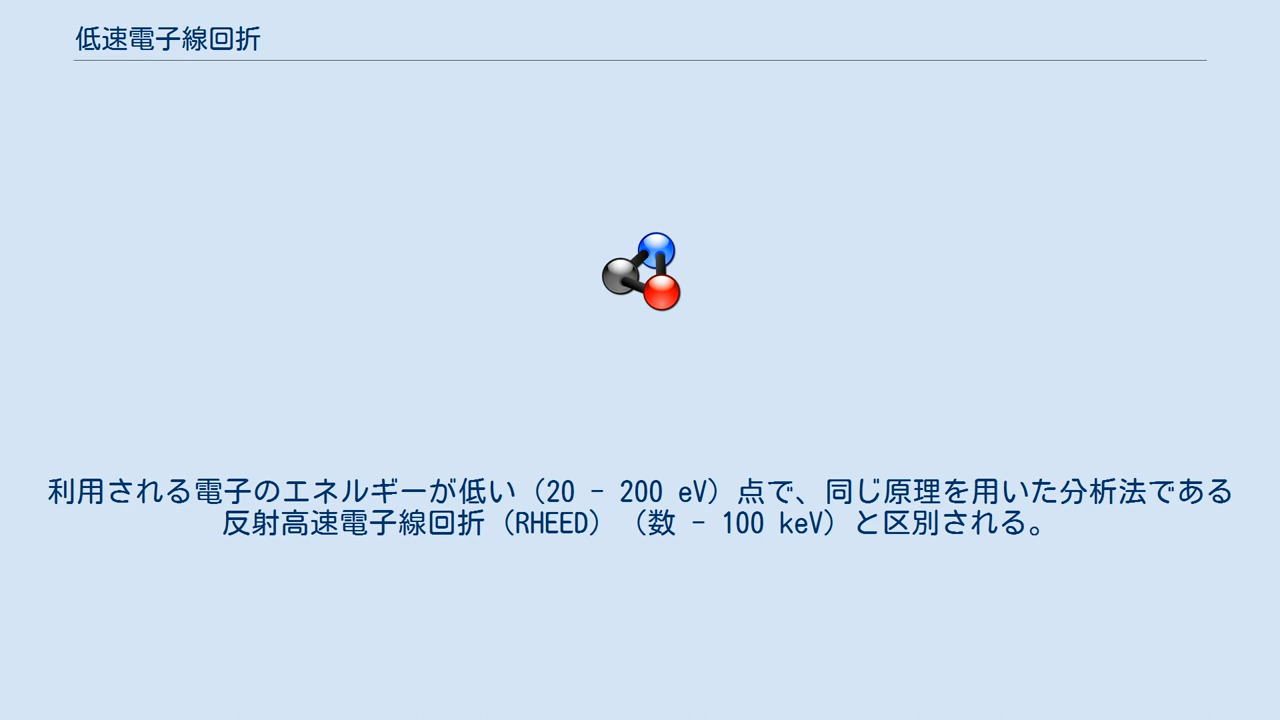 低速電子線回折
利用される電子のエネルギーが低い（20 - 200 eV）点で、同じ原理を用いた分析法である
反射高速電子線回折（RHEED）（数 - 100 keV）と区別される。